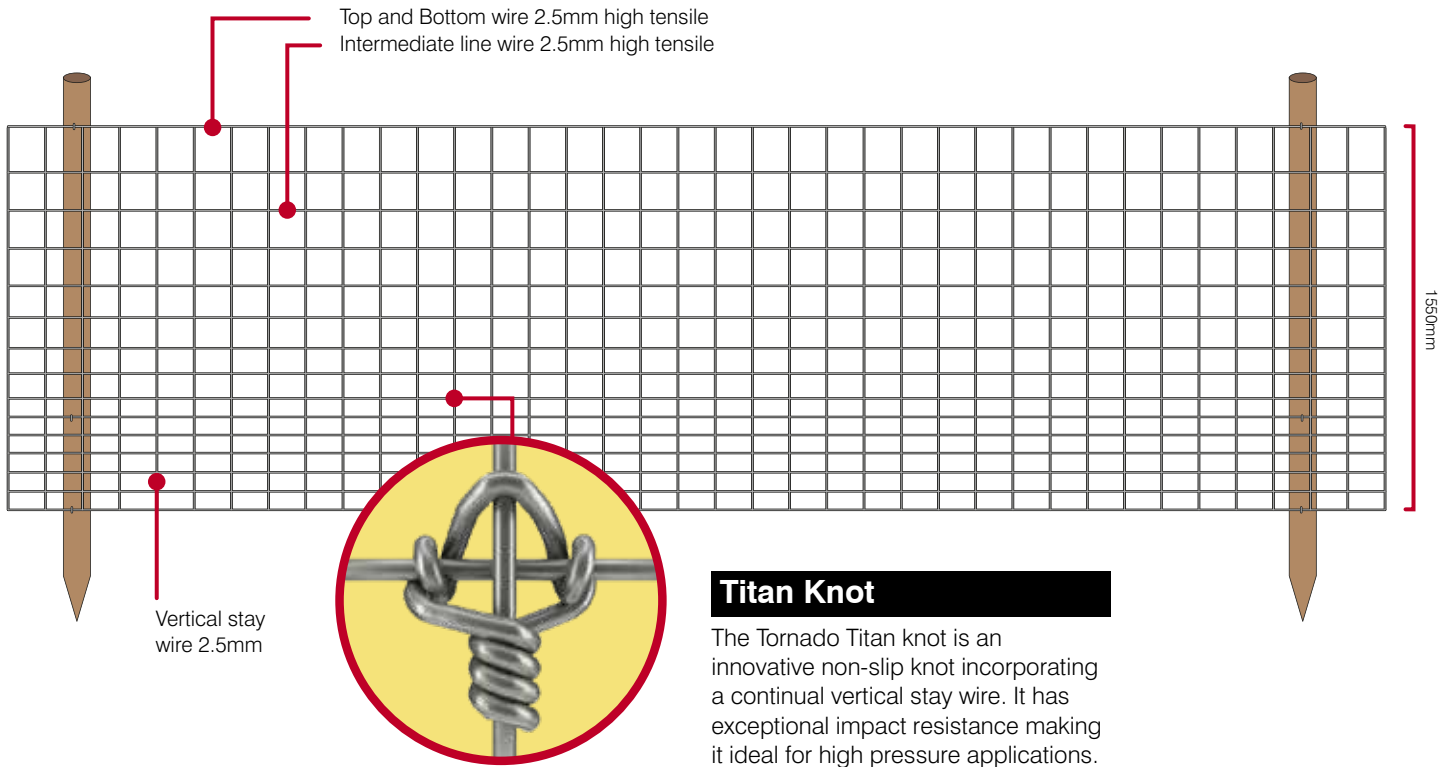 Top and Bottom wire 2.5mm high tensile
Intermediate line wire 2.5mm high tensile
1550mm
Vertical stay
wire 2.5mm
Titan Knot
The Tornado Titan knot is an
innovative non-slip knot incorporating
a continual vertical stay wire. It has
exceptional impact resistance making
it ideal for high pressure applications.